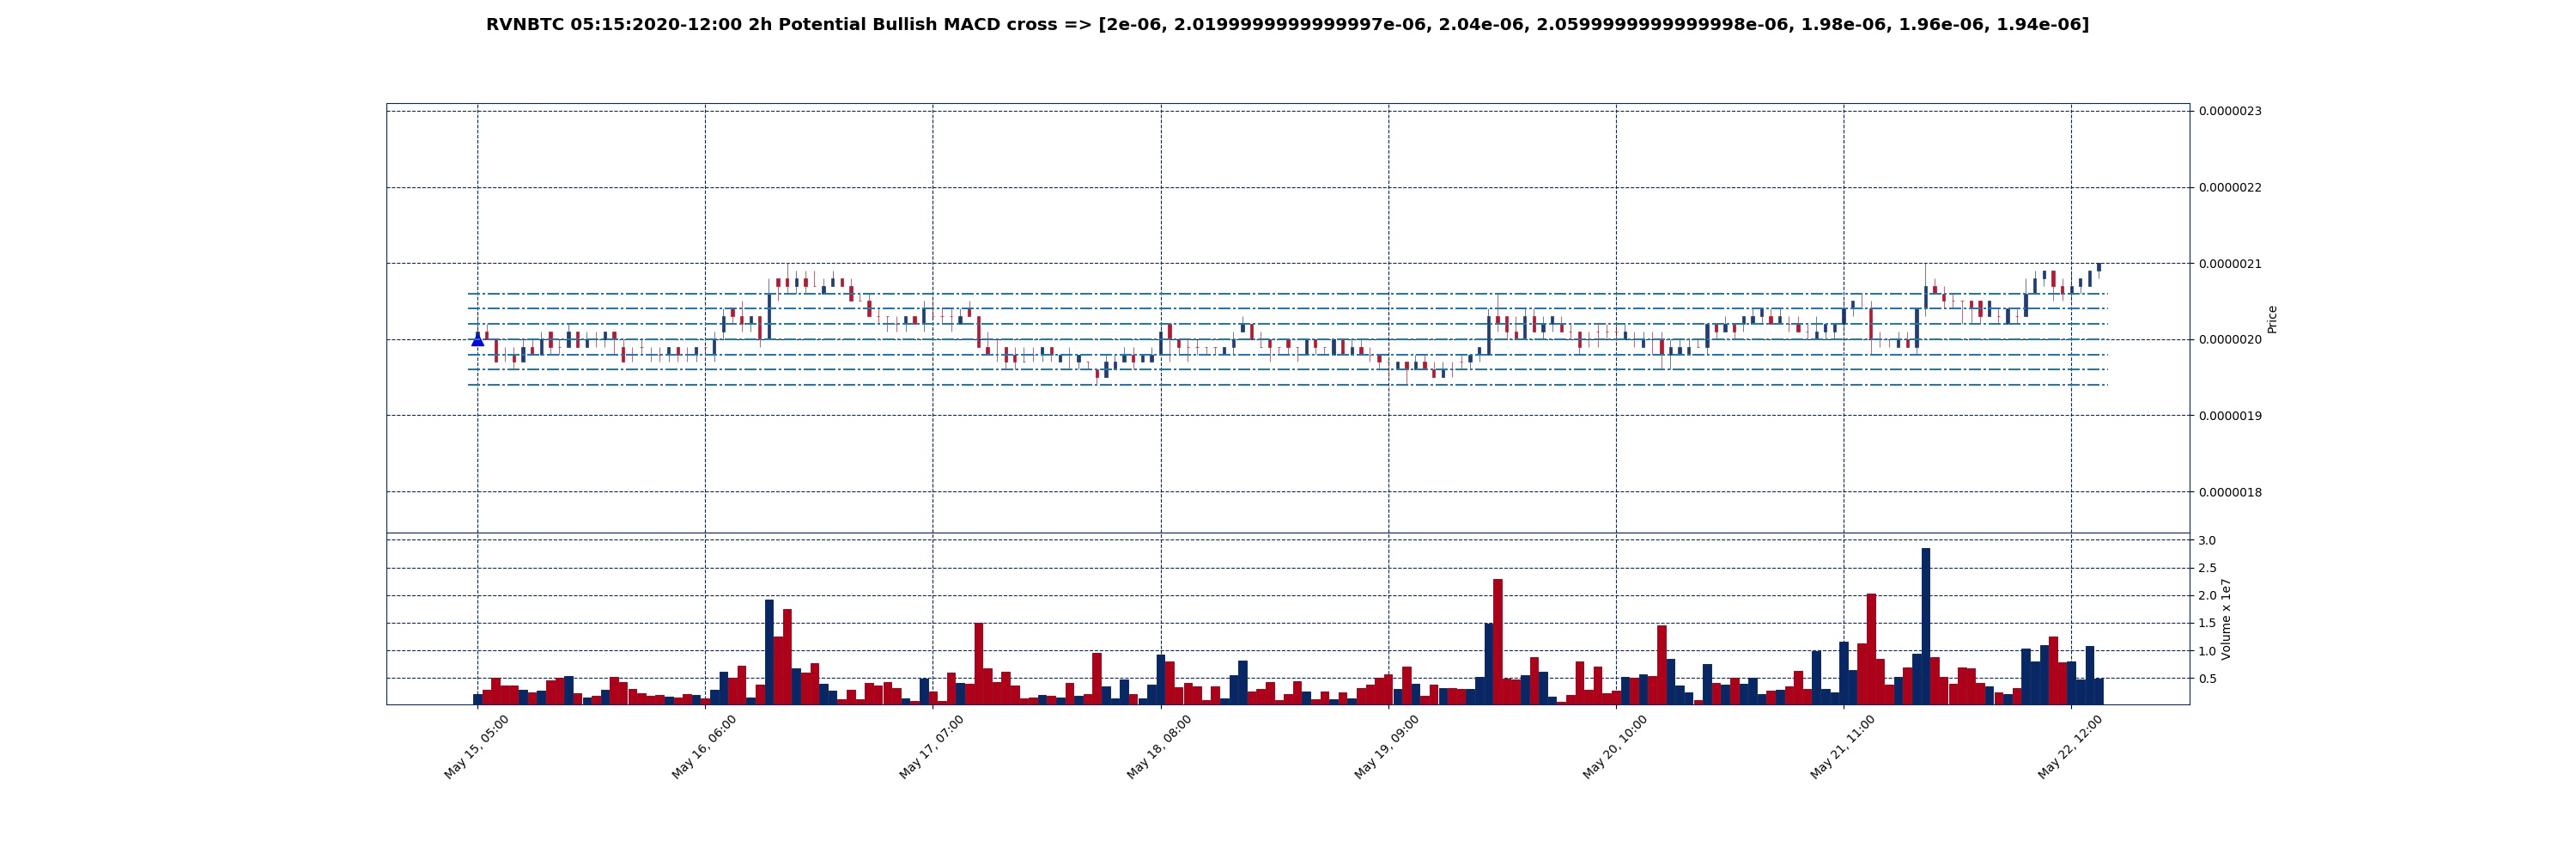 RVNBTC 05:15:2020-12:00 2h Potential Bullish MACD cross => [2e-06, 2.0199999999999997e-06, 2.04e-06, 2.0599999999999998e-06, 1.98e-06, 1.96e-06, 1.94e-06]
0.0000023
0.0000022
0.0000021
0.0000020
0.0000019
0.0000018
Price
3.0
2.5
2.0
1.5
1.0
0.5
Volume x 1e7
May 15, 05:00
May 16, 06:00
May 17, 07:00
May 18, 08:00
May 19, 09:00
May 20, 10:00
May 21, 11:00
May 22, 12:00